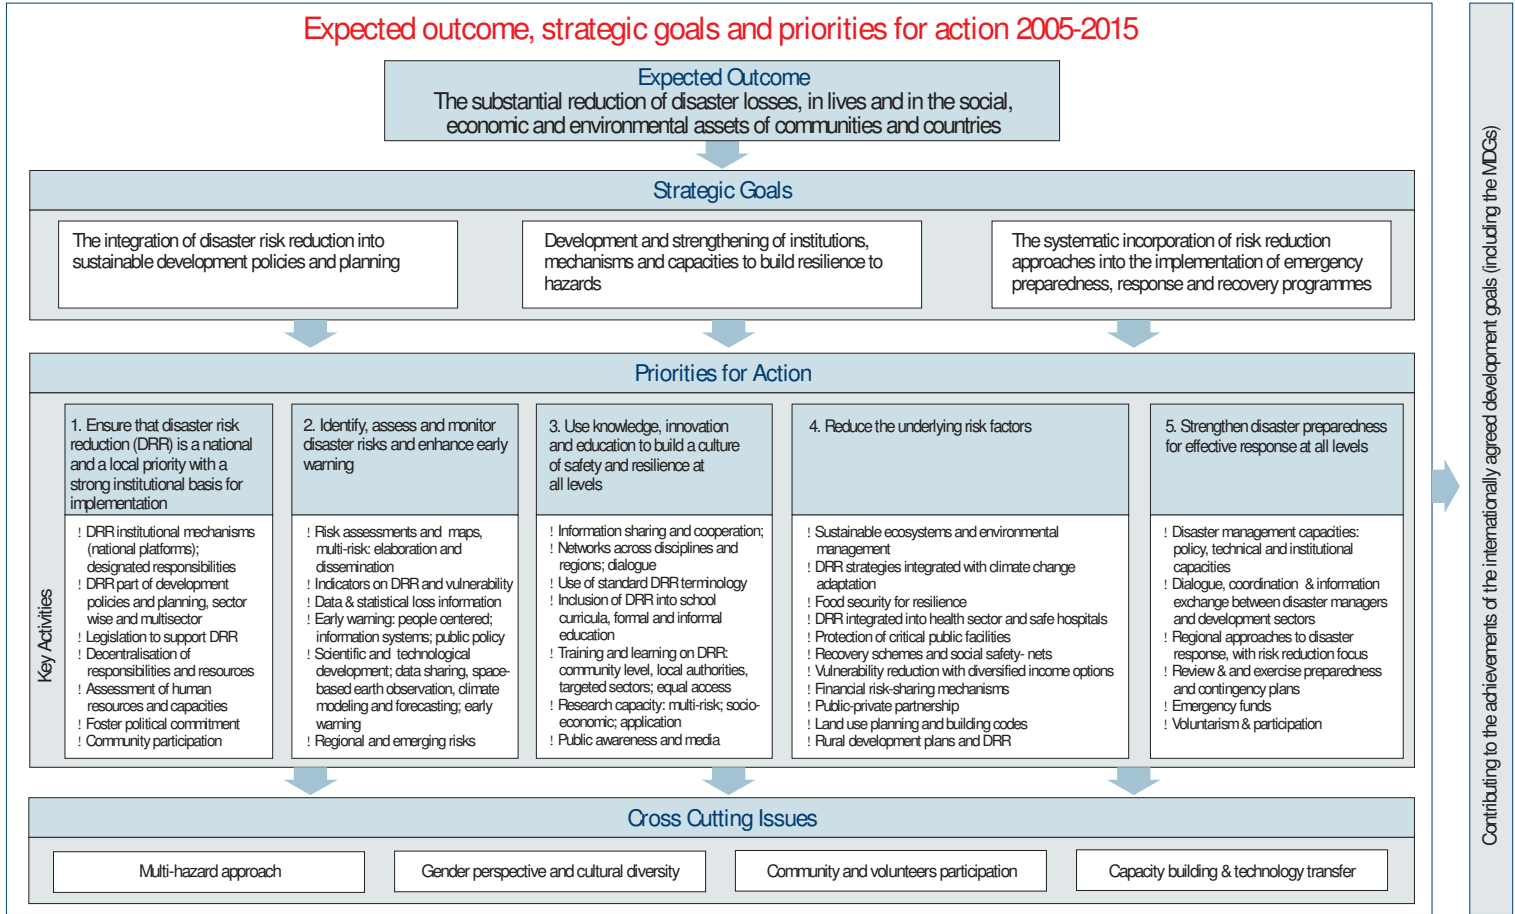 Expected outcome, strategic goals and priorities for action 2005-2015
Expected Outcome
The substantial reduction of disaster losses, in lives and in the social,
economic and environmental assets of communities and countries
Strategic Goals
The integration of disaster risk reduction into
sustainable development policies and planning
Development and strengthening of institutions,
mechanisms and capacities to build resilience to
hazards
The systematic incorporation of risk reduction
approaches into the implementation of emergency
preparedness, response and recovery programmes
Priorities for Action
1. Ensure that disaster risk
reduction (DRR) is a national
and a local priority with a
strong institutional basis for
implementation
2. Identify, assess and monitor
disaster risks and enhance early
warning
3. Use knowledge, innovation
and education to build a culture
of safety and resilience at
all levels
4. Reduce the underlying risk factors
5. Strengthen disaster preparedness
for effective response at all levels
Key Activities
! DRR institutional mechanisms
(national platforms);
designated responsibilities
! DRR part of development
policies and planning, sector
wise and multisector
! Legislation to support DRR
! Decentralisation of
responsibilities and resources
! Assessment of human
resources and capacities
! Foster political commitment
! Community participation
! Risk assessments and maps,
multi-risk: elaboration and
dissemination
! Indicators on DRR and vulnerability
! Data & statistical loss information
! Early warning: people centered;
information systems; public policy
! Scientific and technological
development; data sharing, space-
based earth observation, climate
modeling and forecasting; early
warning
! Regional and emerging risks
! Information sharing and cooperation;
! Networks across disciplines and
regions; dialogue
! Use of standard DRR terminology
! Inclusion of DRR into school
curricula, formal and informal
education
! Training and learning on DRR:
community level, local authorities,
targeted sectors; equal access
! Research capacity: multi-risk; socio-
economic; application
! Public awareness and media
! Sustainable ecosystems and environmental
management
! DRR strategies integrated with climate change
adaptation
! Food security for resilience
! DRR integrated into health sector and safe hospitals
! Protection of critical public facilities
! Recovery schemes and social safety- nets
! Vulnerability reduction with diversified income options
! Financial risk-sharing mechanisms
! Public-private partnership
! Land use planning and building codes
! Rural development plans and DRR
! Disaster management capacities:
policy, technical and institutional
capacities
! Dialogue, coordination & information
exchange between disaster managers
and development sectors
! Regional approaches to disaster
response, with risk reduction focus
! Review & and exercise preparedness
and contingency plans
! Emergency funds
! Voluntarism & participation
Cross Cutting Issues
Multi-hazard approach
Gender perspective and cultural diversity
Community and volunteers participation
Capacity building & technology transfer
Contributing to the achievements of the internationally agreed development goals (including the MDGs)